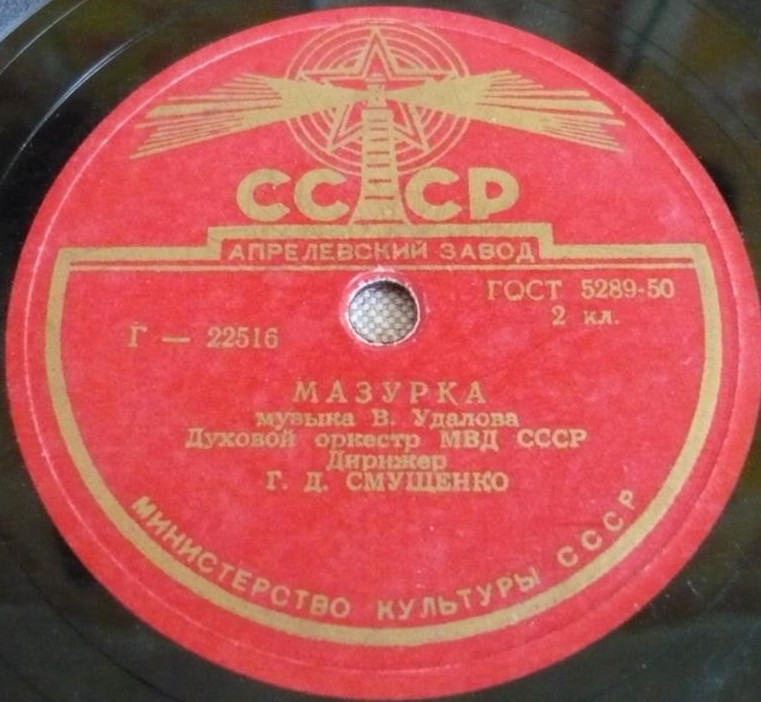 СССР
АПРЕЛЕВСКИЙ ЗАВОД
ГОСТ 5289-50
2 кл.
Г — 22516
МАЗУРКА
музыка В. Удалова
Духовой оркестр МВД СССР
Дирижер
Г. Д. СМУЩЕНКО
МИНИСТЕРСТВО КУЛЬТУРЫ СССР